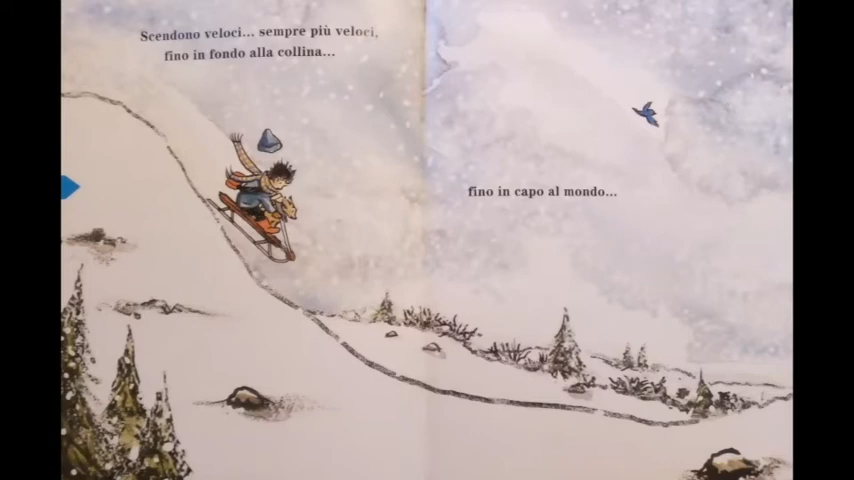 Scendono veloci... sempre più veloci,
fino in fondo alla collina...
fino in capo al mondo...